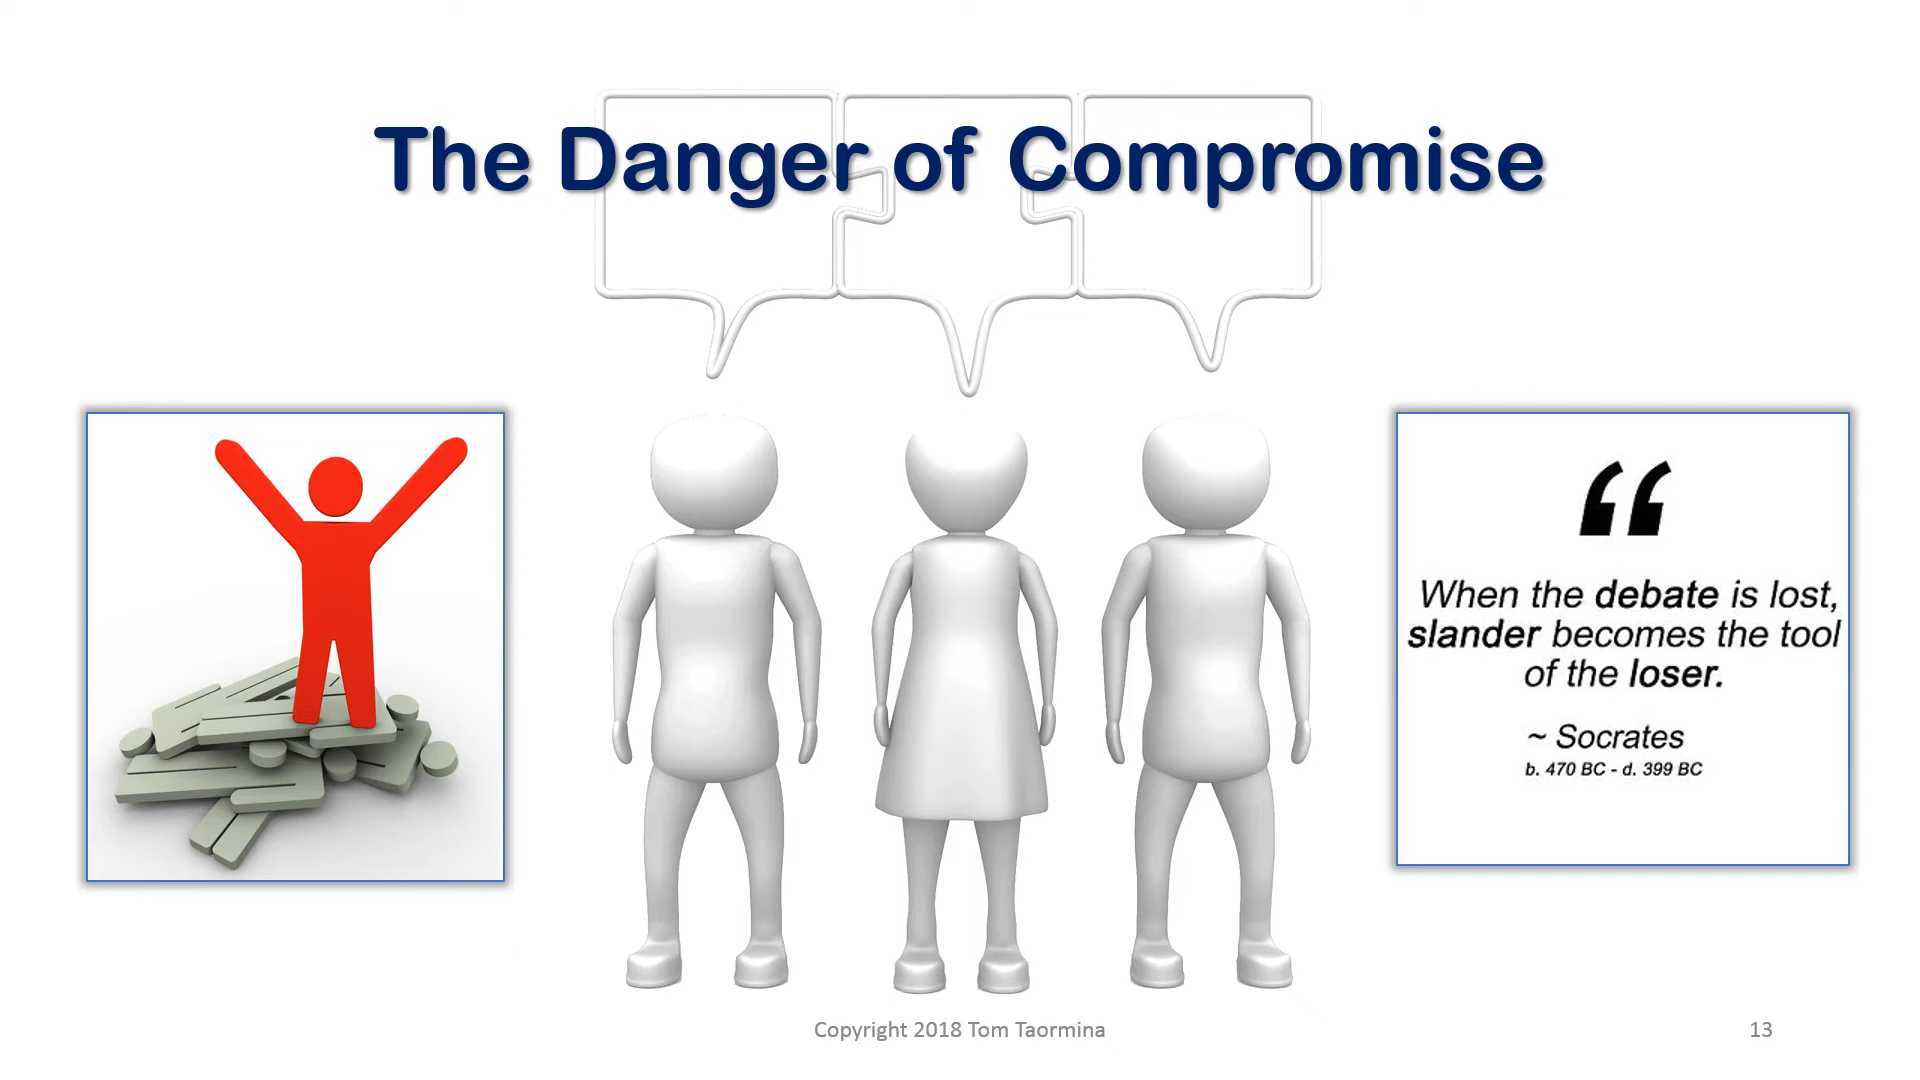 The Danger of Compromise
“
When the debate is lost,
slander becomes the tool
of the loser.
~ Socrates
b. 470 BC - d. 399 BC
Copyright 2018 Tom Taormina
13